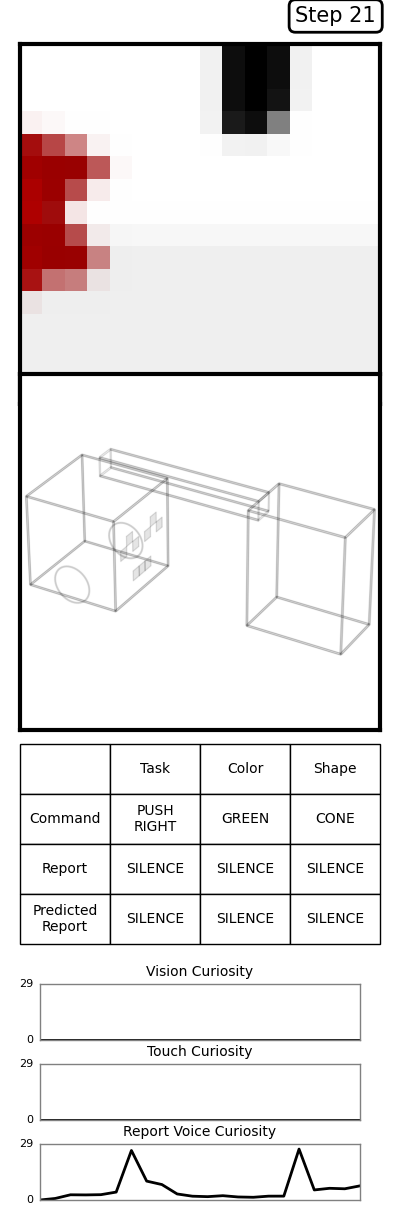 Step 21
Task Color Shape
Command PUSH RIGHT GREEN CONE
Report SILENCE SILENCE SILENCE
Predicted Report SILENCE SILENCE SILENCE
Vision Curiosity
29
0
Touch Curiosity
29
0
Report Voice Curiosity
29
0